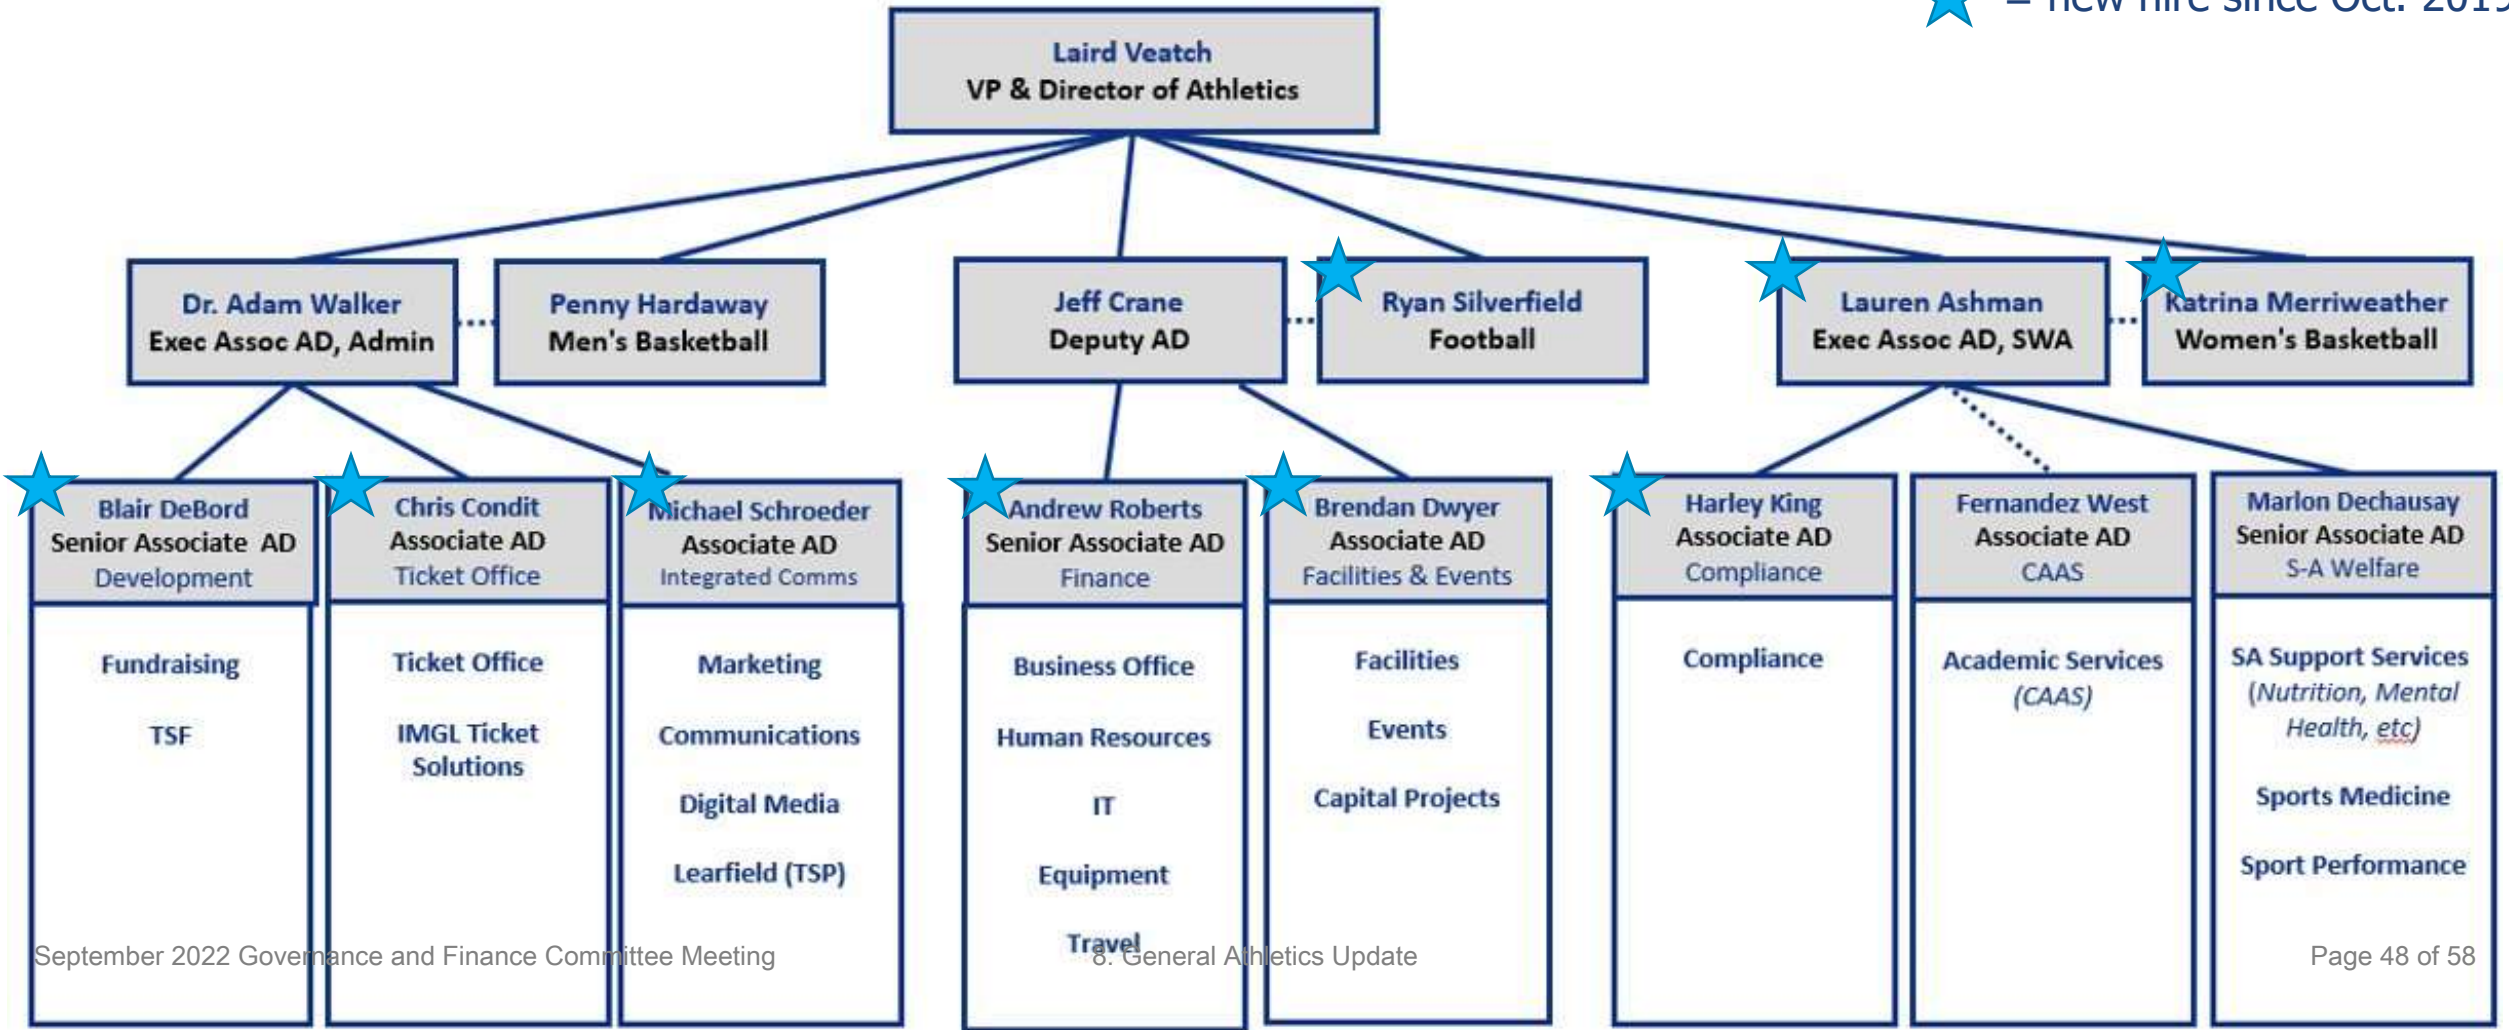 = new hire since Oct. 2019
Laird Veatch
VP & Director of Athletics
Dr. Adam Walker
Exec Assoc AD, Admin
Penny Hardaway
Men's Basketball
Jeff Crane
Deputy AD
Ryan Silverfield
Football
Lauren Ashman
Exec Assoc AD, SWA
Katrina Merriweather
Women's Basketball
Blair DeBord
Senior Associate AD
Development
Fundraising
TSF
Chris Condit
Associate AD
Ticket Office
Ticket Office
IMGL Ticket
Solutions
Michael Schroeder
Associate AD
Integrated Comms
Marketing
Communications
Digital Media
Learfield (TSP)
Andrew Roberts
Senior Associate AD
Finance
Business Office
Human Resources
IT
Equipment
Travel
Brendan Dwyer
Associate AD
Facilities & Events
Facilities
Events
Capital Projects
Harley King
Associate AD
Compliance
Compliance
Fernandez West
Associate AD
CAAS
Academic Services
(CAAS)
Marlon Dechausay
Senior Associate AD
S-A Welfare
SA Support Services
(Nutrition, Mental
Health, etc)
Sports Medicine
Sport Performance
September 2022 Governance and Finance Committee Meeting
8. General Athletics Update
Page 48 of 58